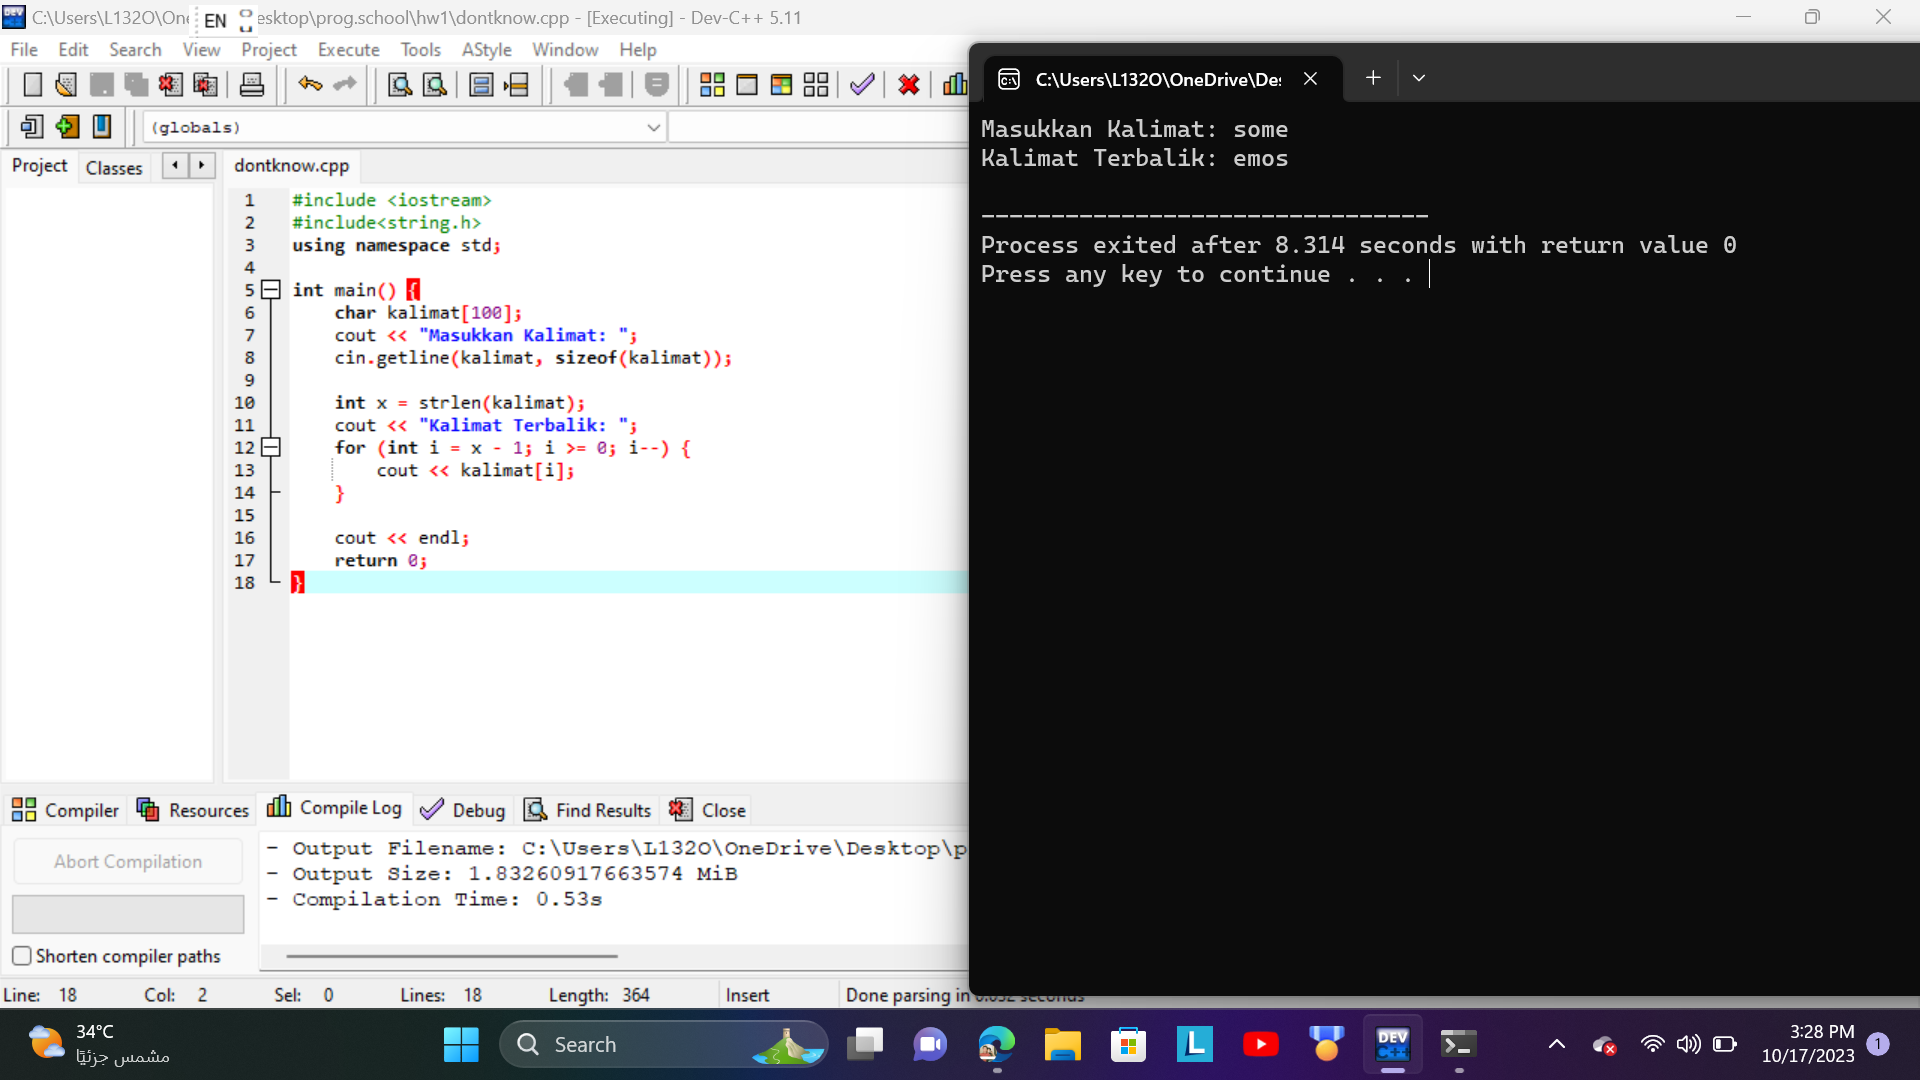 C:\Users\L132O\One
EN
esktop\prog.school\hw1\dontknow.cpp - [Executing] - Dev-C++ 5.11
File Edit Search View Project Execute Tools AStyle Window Help
(globals)
Project Classes
dontknow.cpp
1 #include <iostream>
2 #include<string.h>
3 using namespace std;
4
5 int main() {
6 char kalimat[100];
7 cout << "Masukkan Kalimat: ";
8 cin.getline(kalimat, sizeof(kalimat));
9
10 int x = strlen(kalimat);
11 cout << "Kalimat Terbalik: ";
12 for (int i = x - 1; i >= 0; i--) {
13 cout << kalimat[i];
14 }
15
16 cout << endl;
17 return 0;
18 }
C:\Users\L132O\OneDrive\Des
Masukkan Kalimat: some
Kalimat Terbalik: emos
--------------------------------
Process exited after 8.314 seconds with return value 0
Press any key to continue . . .
Compiler Resources Compile Log Debug Find Results Close
Abort Compilation
Shorten compiler paths
- Output Filename: C:\Users\L132O\OneDrive\Desktop\p
- Output Size: 1.83260917663574 MiB
- Compilation Time: 0.53s
Line: 18 Col: 2 Sel: 0 Lines: 18 Length: 364 Insert Done parsing in
34°C
مشمس جزئيًا
Search
L
DEV
C++
3:28 PM
10/17/2023
1